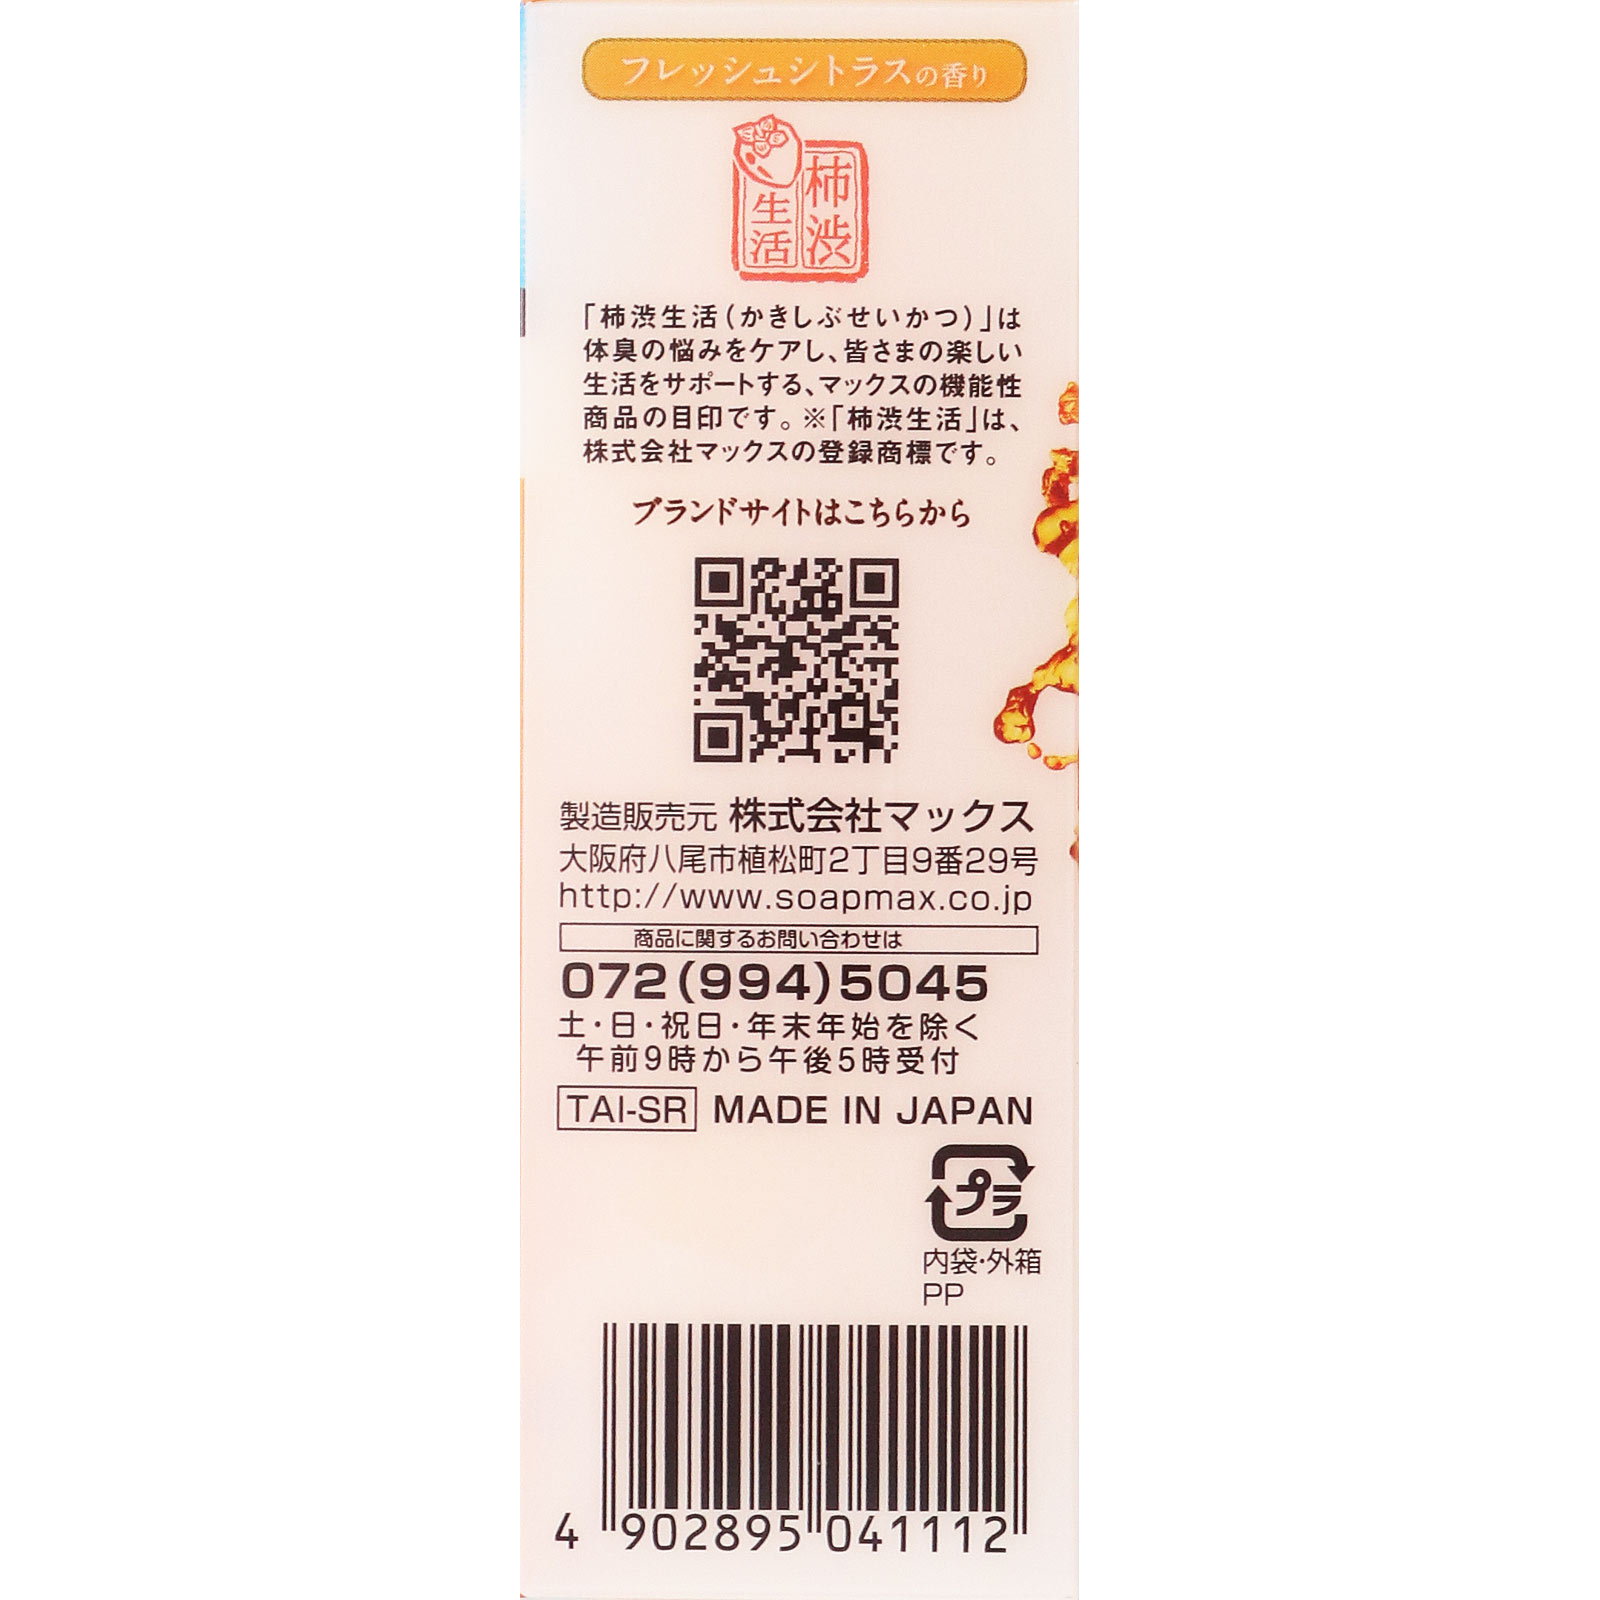 フレッシュシトラスの香り
柿渋
生活
「柿渋生活(かきしぶせいかつ)」は
体臭の悩みをケアし、皆さまの楽しい
生活をサポートする、マックスの機能性
商品の目印です。※「柿渋生活」は、
株式会社マックスの登録商標です。
ブランドサイトはこちらから
製造販売元 株式会社マックス
大阪府八尾市植松町2丁目9番29号
http://www.soapmax.co.jp
商品に関するお問い合わせは
072(994)5045
土・日・祝日・年末年始を除く
午前9時から午後5時受付
TAI-SR MADE IN JAPAN
プラ
内袋・外箱
PP
4 902895 041112